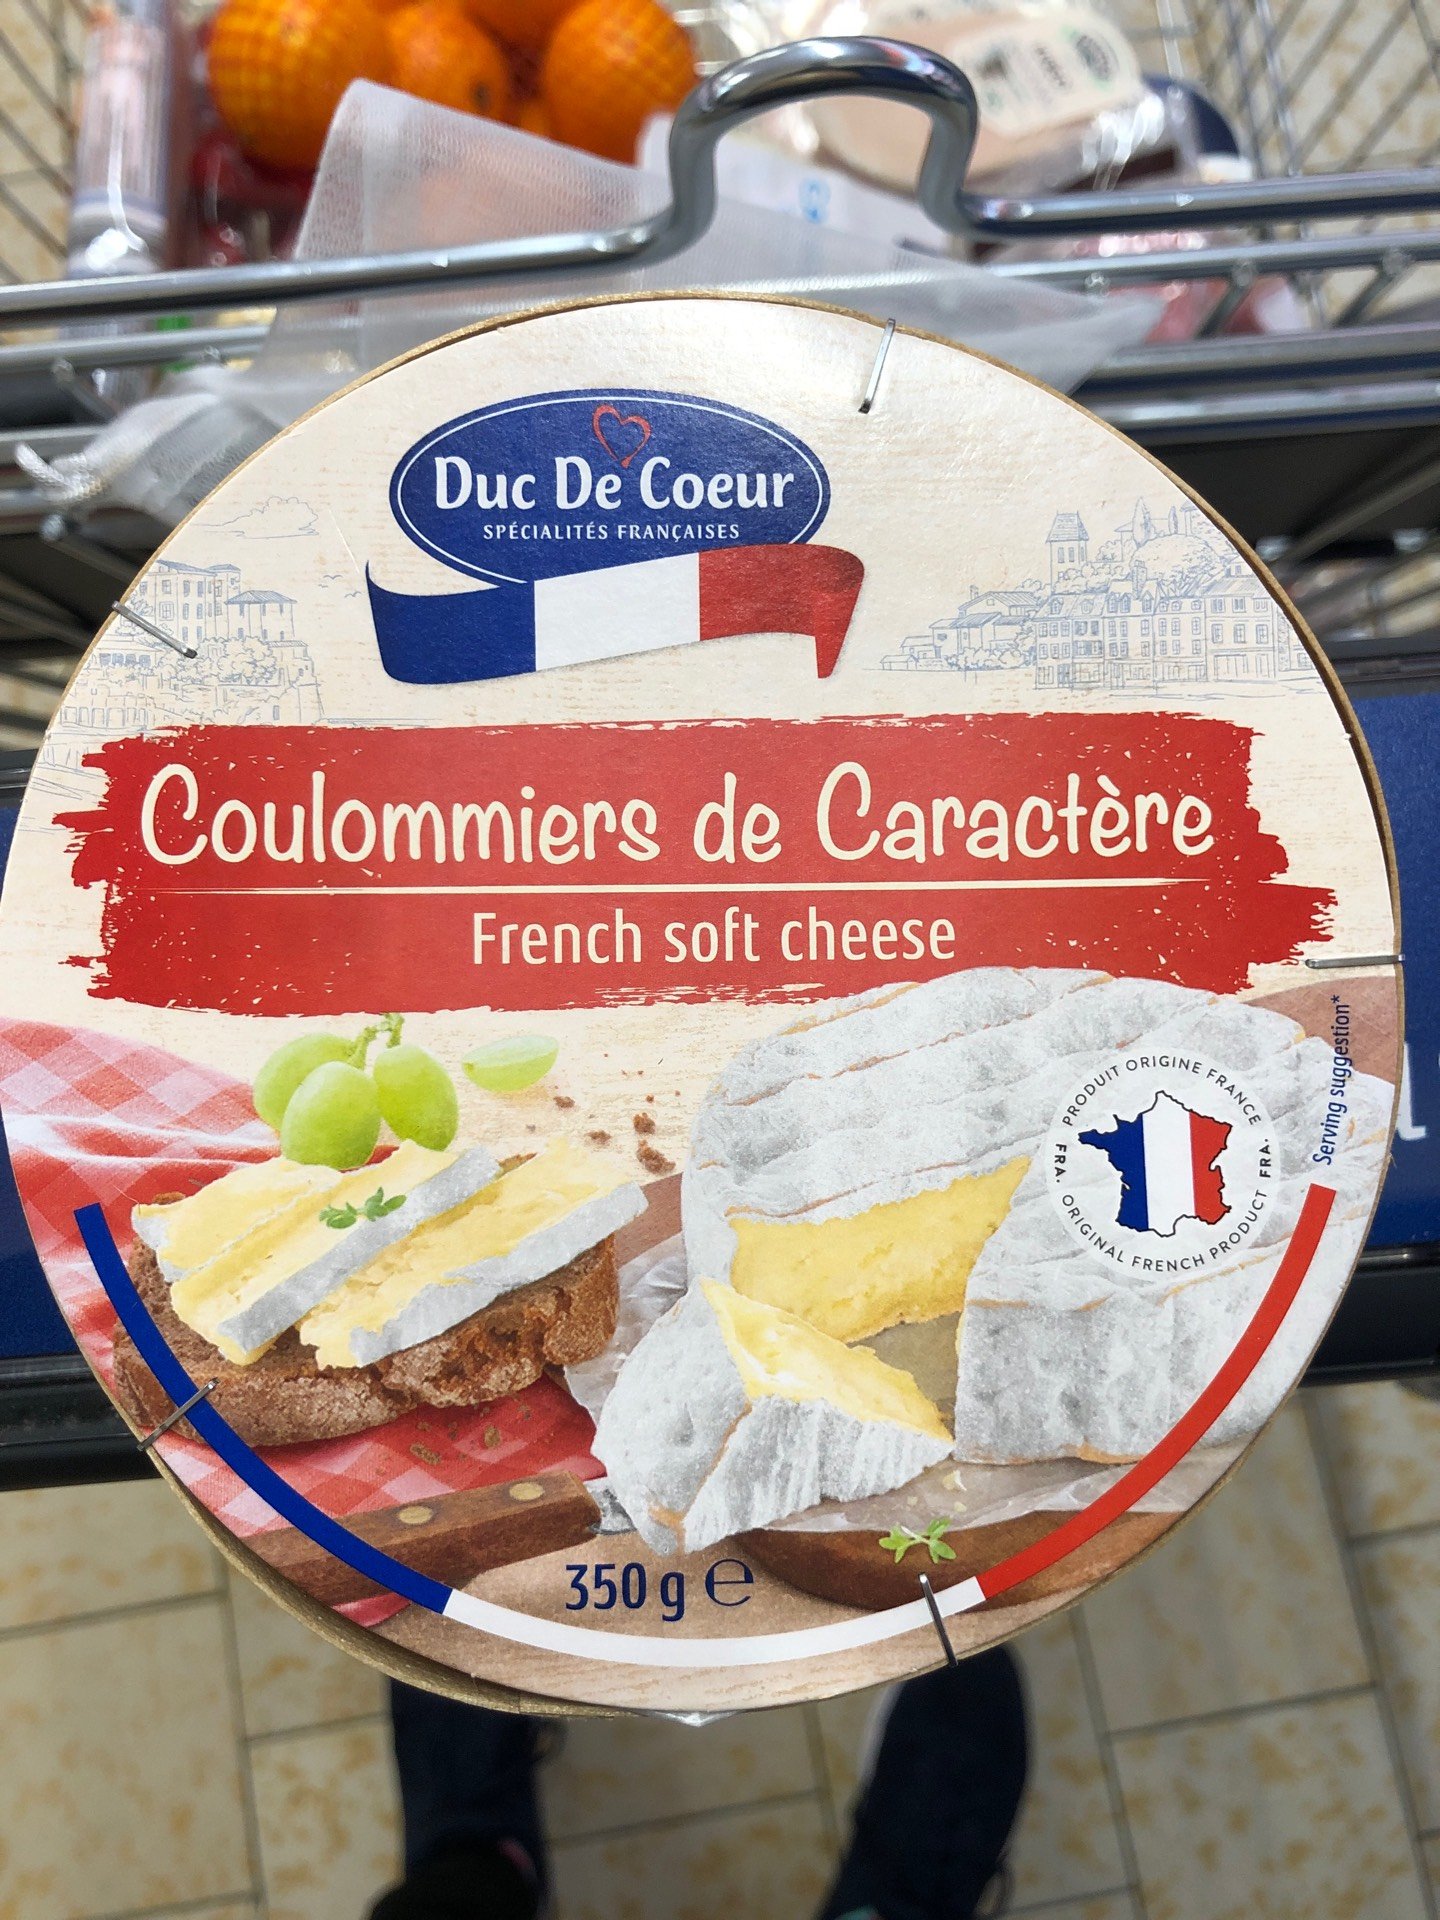 Duc De Coeur
SPÉCIALITÉS FRANÇAISES
Coulommiers de Caractère
French soft cheese
Serving suggestion*
PRODUIT ORIGINE FRANCE
FRA.
FRA.
ORIGINAL FRENCH PRODUCT
350 g ℮